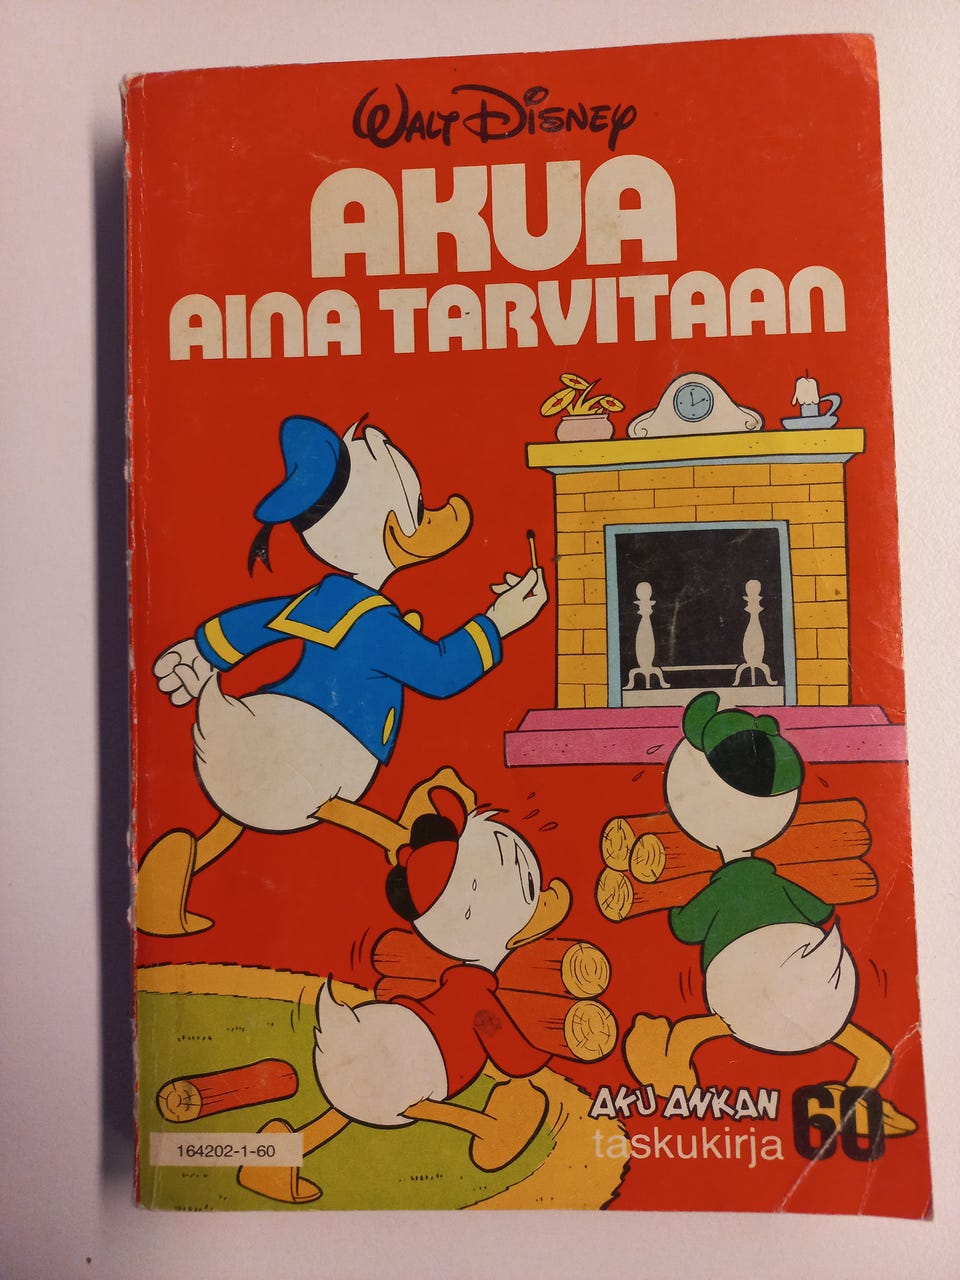 WALT DISNEY
AKUA
AINA TARVITAAN
AKU ANKAN
taskukirja 60
164202-1-60